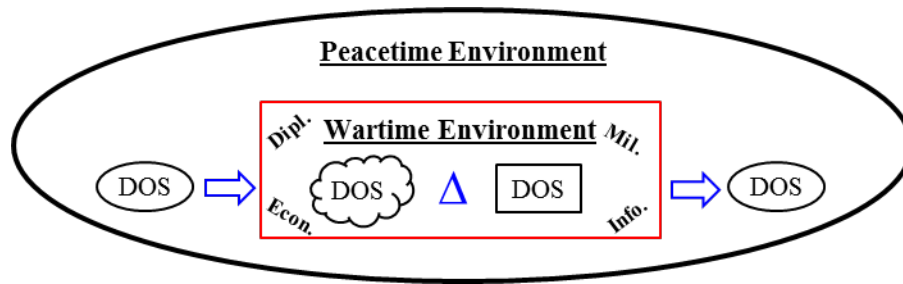 Peacetime Environment
Dipl.
Wartime Environment
Mil.
DOS
DOS
Δ
DOS
DOS
Econ.
Info.